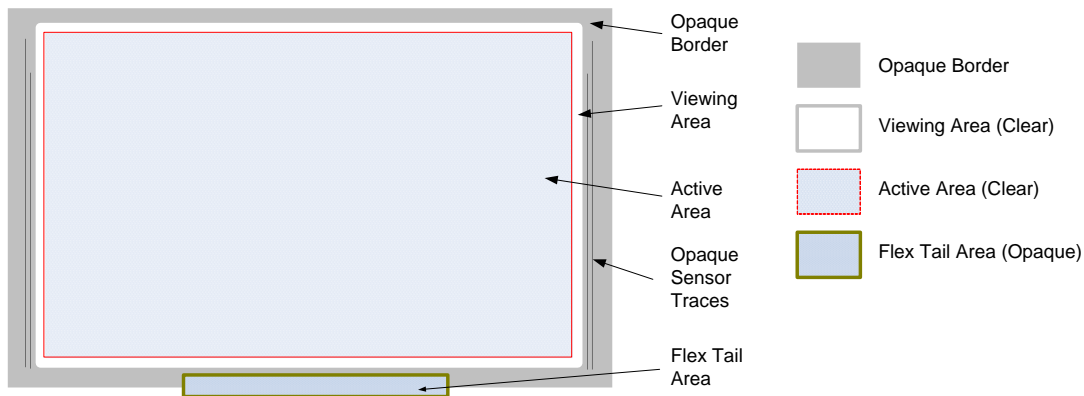 Opaque
Border
Viewing
Area
Active
Area
Opaque
Sensor
Traces
Flex Tail
Area
Opaque Border
Viewing Area (Clear)
Active Area (Clear)
Flex Tail Area (Opaque)